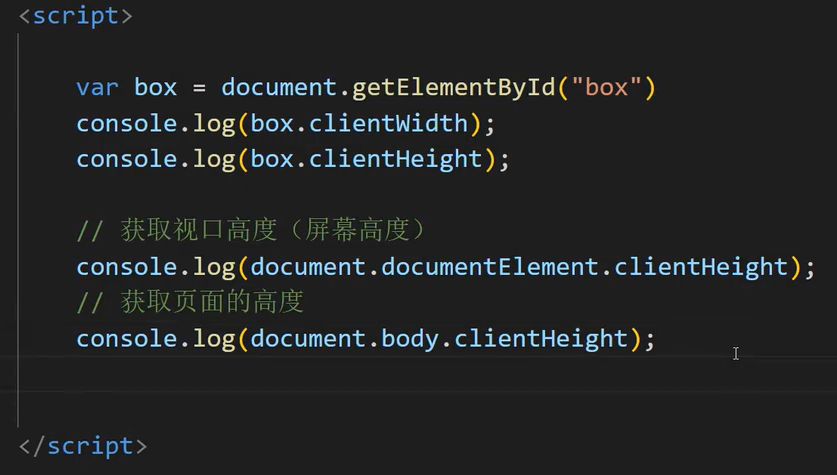 <script>
var box = document.getElementById("box")
console.log(box.clientWidth);
console.log(box.clientHeight);
// 获取视口高度（屏幕高度）
console.log(document.documentElement.clientHeight);
// 获取页面的高度
console.log(document.body.clientHeight);
</script>